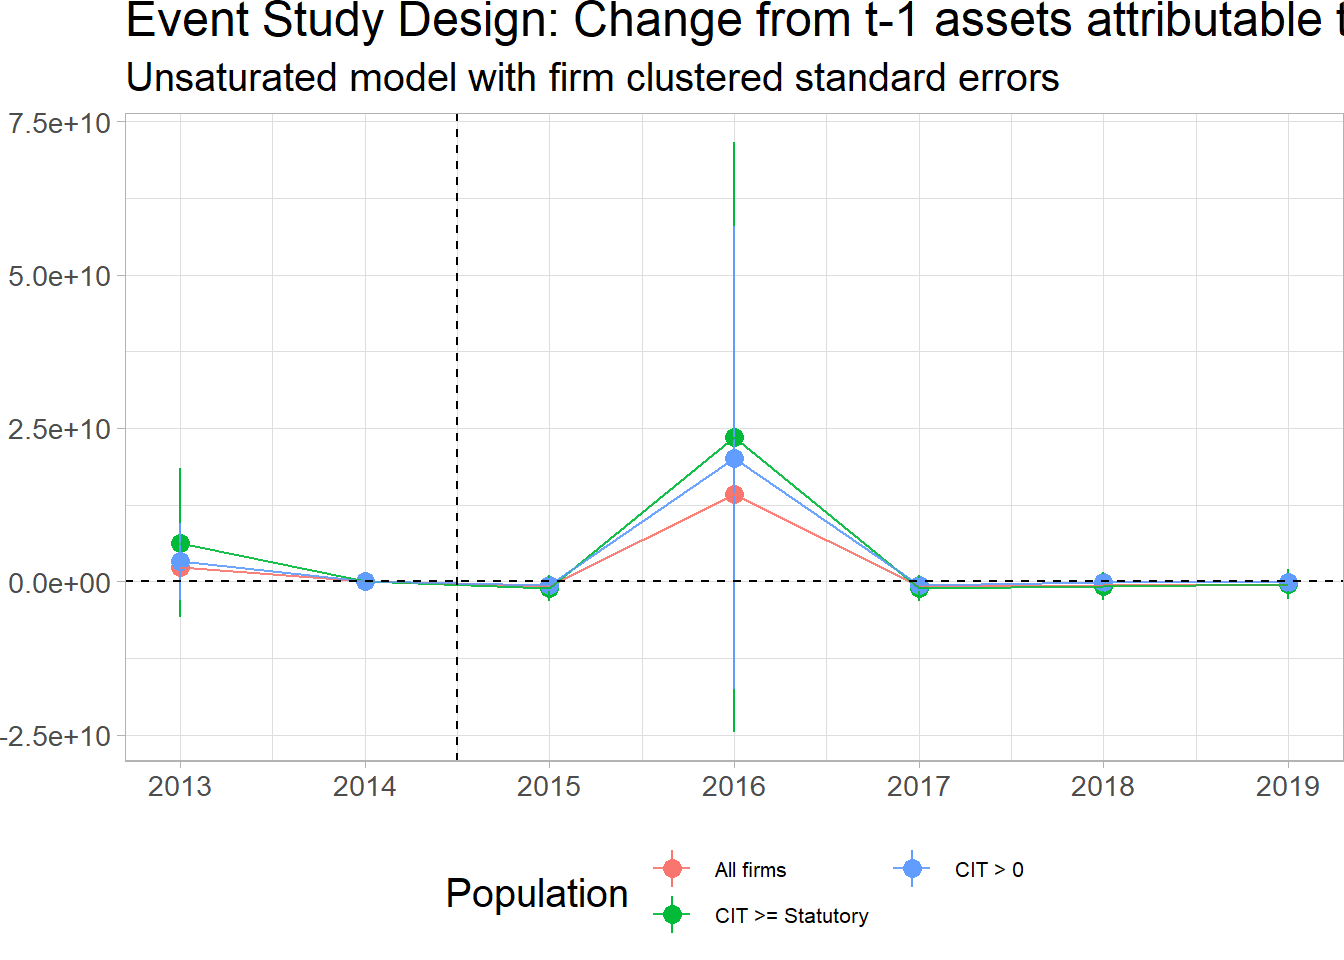 Event Study Design: Change from t-1 assets attributable t
Unsaturated model with firm clustered standard errors
7.5e+10
5.0e+10
2.5e+10
0.0e+00
-2.5e+10
2013 2014 2015 2016 2017 2018 2019
Population
All firms
CIT >= Statutory
CIT > 0